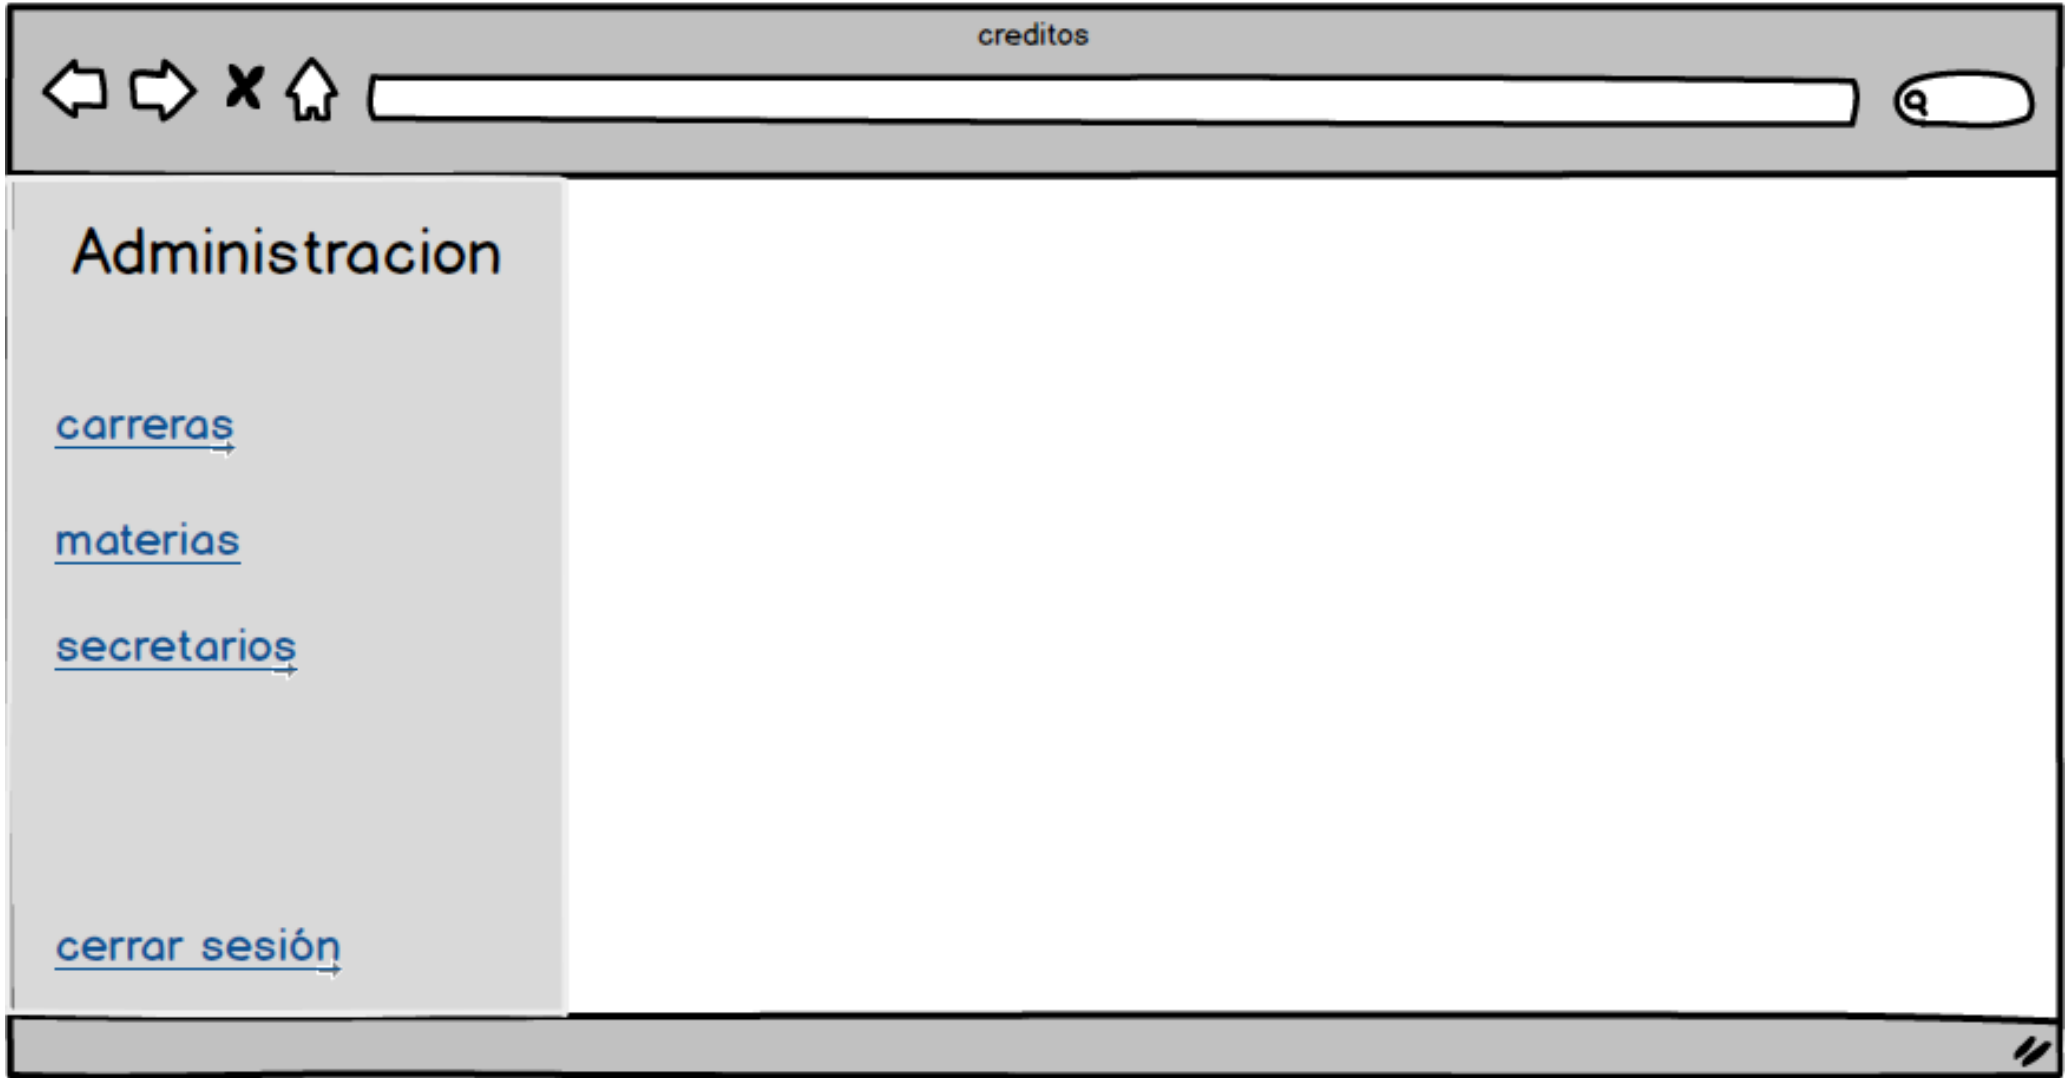 creditos
Administracion
carreras
materias
secretarios
cerrar sesión